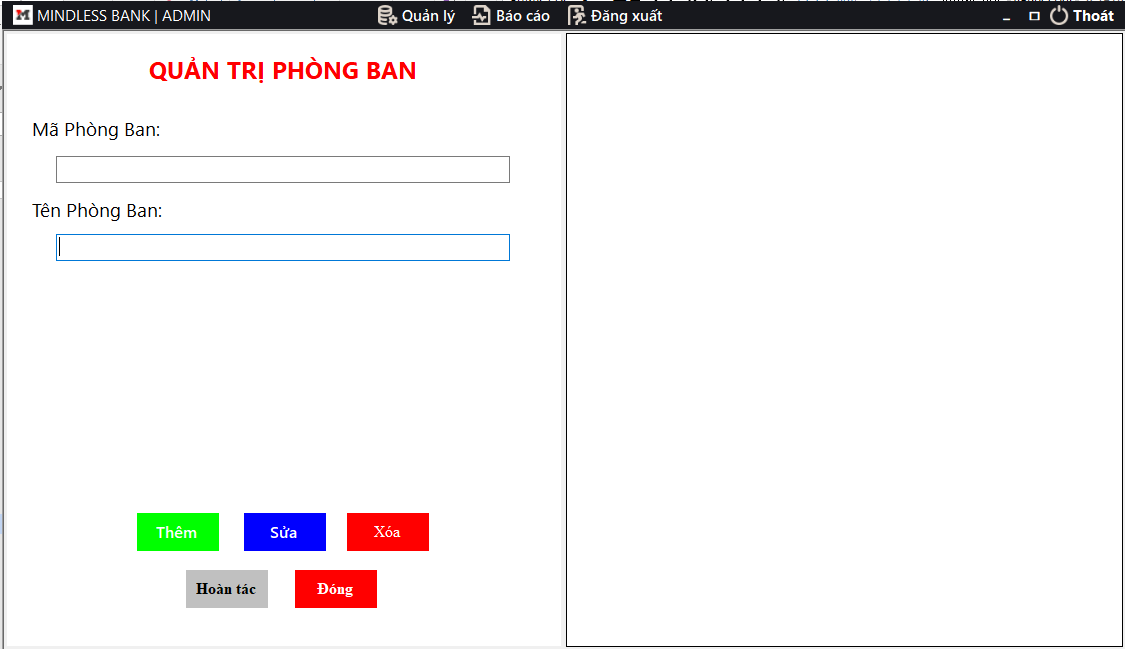 M MINDLESS BANK | ADMIN Quản lý Báo cáo Đăng xuất Thoát
QUẢN TRỊ PHÒNG BAN
Mã Phòng Ban:
Tên Phòng Ban:
Thêm Sửa Xóa
Hoàn tác Đóng